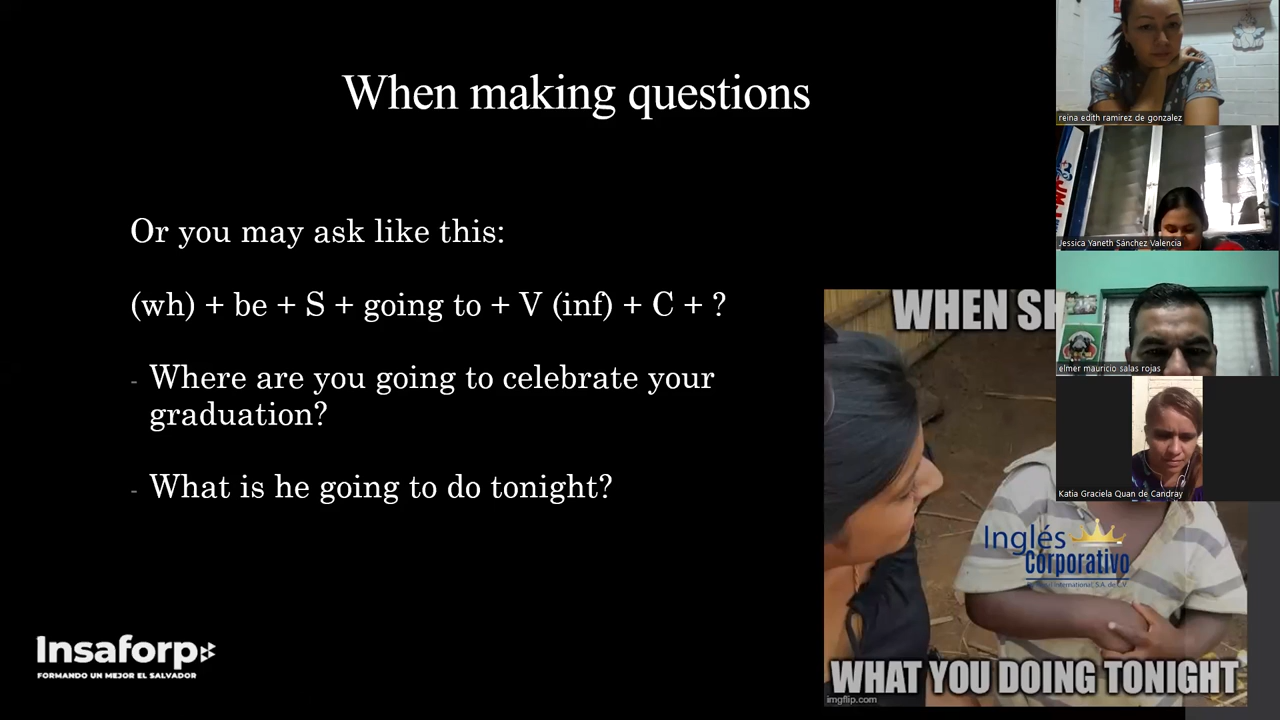 When making questions
Or you may ask like this:
(wh) + be + S + going to + V (inf) + C + ?
- Where are you going to celebrate your
graduation?
- What is he going to do tonight?
Insaforp
FORMANDO UN MEJOR EL SALVADOR
WHEN SH
WHAT YOU DOING TONIGHT
imgflip.com
Inglés
Corporativo
International, S.A. de C.V.
reina edith ramirez de gonzalez
Jessica Yaneth Sánchez Valencia
elmer mauricio salas rojas
Katia Graciela Quan de Candray